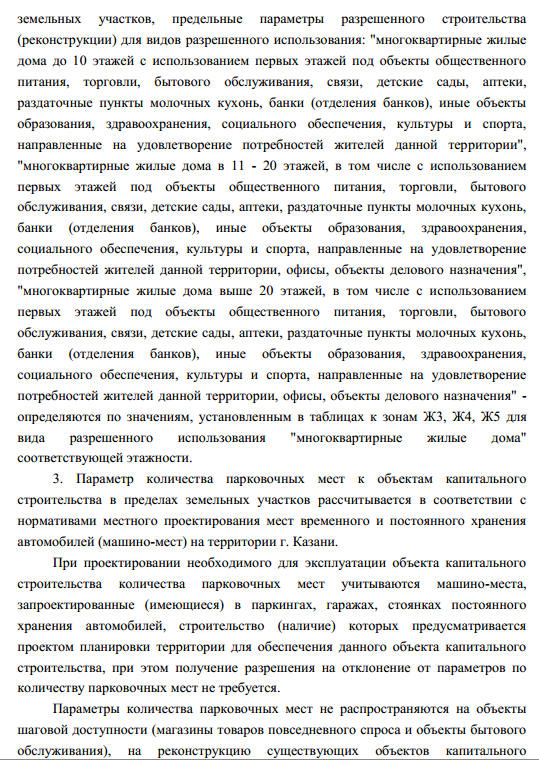 земельных участков, предельные параметры разрешенного строительства
(реконструкции) для видов разрешенного использования: "многоквартирные жилые
дома до 10 этажей с использованием первых этажей под объекты общественного
питания, торговли, бытового обслуживания, связи, детские сады, аптеки,
раздаточные пункты молочных кухонь, банки (отделения банков), иные объекты
образования, здравоохранения, социального обеспечения, культуры и спорта,
направленные на удовлетворение потребностей жителей данной территории",
"многоквартирные жилые дома в 11 - 20 этажей, в том числе с использованием
первых этажей под объекты общественного питания, торговли, бытового
обслуживания, связи, детские сады, аптеки, раздаточные пункты молочных кухонь,
банки (отделения банков), иные объекты образования, здравоохранения,
социального обеспечения, культуры и спорта, направленные на удовлетворение
потребностей жителей данной территории, офисы, объекты делового назначения",
"многоквартирные жилые дома выше 20 этажей, в том числе с использованием
первых этажей под объекты общественного питания, торговли, бытового
обслуживания, связи, детские сады, аптеки, раздаточные пункты молочных кухонь,
банки (отделения банков), иные объекты образования, здравоохранения,
социального обеспечения, культуры и спорта, направленные на удовлетворение
потребностей жителей данной территории, офисы, объекты делового назначения" -
определяются по значениям, установленным в таблицах к зонам Ж3, Ж4, Ж5 для
вида разрешенного использования "многоквартирные жилые дома"
соответствующей этажности.
3. Параметр количества парковочных мест к объектам капитального
строительства в пределах земельных участков рассчитывается в соответствии с
нормативами местного проектирования мест временного и постоянного хранения
автомобилей (машино-мест) на территории г. Казани.
При проектировании необходимого для эксплуатации объекта капитального
строительства количества парковочных мест учитываются машино-места,
запроектированные (имеющиеся) в паркингах, гаражах, стоянках постоянного
хранения автомобилей, строительство (наличие) которых предусматривается
проектом планировки территории для обеспечения данного объекта капитального
строительства, при этом получение разрешения на отклонение от параметров по
количеству парковочных мест не требуется.
Параметры количества парковочных мест не распространяются на объекты
шаговой доступности (магазины товаров повседневного спроса и объекты бытового
обслуживания), на реконструкцию существующих объектов капитального